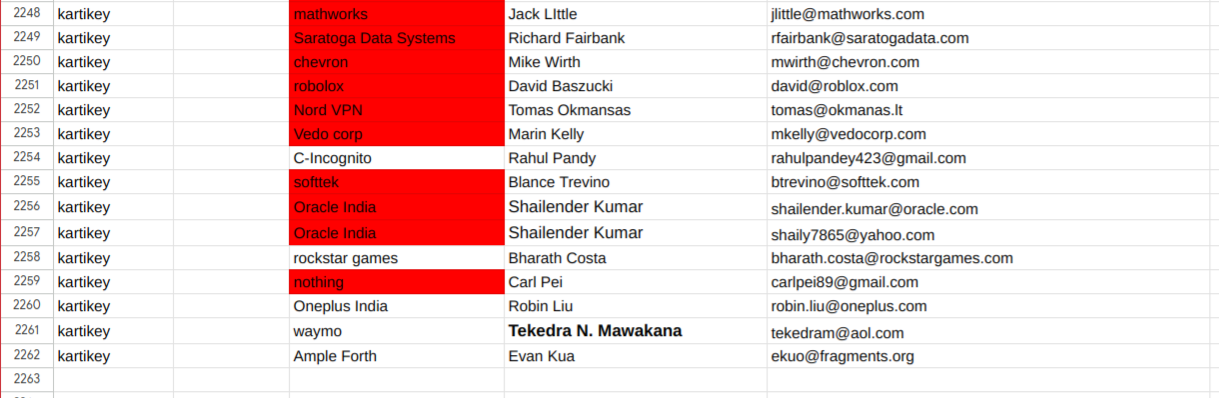 2248 kartikey mathworks Jack LIttle jlittle@mathworks.com
2249 kartikey Saratoga Data Systems Richard Fairbank rfairbank@saratogadata.com
2250 kartikey chevron Mike Wirth mwirth@chevron.com
2251 kartikey robolox David Baszucki david@roblox.com
2252 kartikey Nord VPN Tomas Okmansas tomas@okmanas.lt
2253 kartikey Vedo corp Marin Kelly mkelly@vedocorp.com
2254 kartikey C-Incognito Rahul Pandy rahulpandey423@gmail.com
2255 kartikey softtek Blance Trevino btrevino@softtek.com
2256 kartikey Oracle India Shailender Kumar shailender.kumar@oracle.com
2257 kartikey Oracle India Shailender Kumar shaily7865@yahoo.com
2258 kartikey rockstar games Bharath Costa bharath.costa@rockstargames.com
2259 kartikey nothing Carl Pei carlpei89@gmail.com
2260 kartikey Oneplus India Robin Liu robin.liu@oneplus.com
2261 kartikey waymo Tekedra N. Mawakana tekedram@aol.com
2262 kartikey Ample Forth Evan Kua ekuo@fragments.org
2263